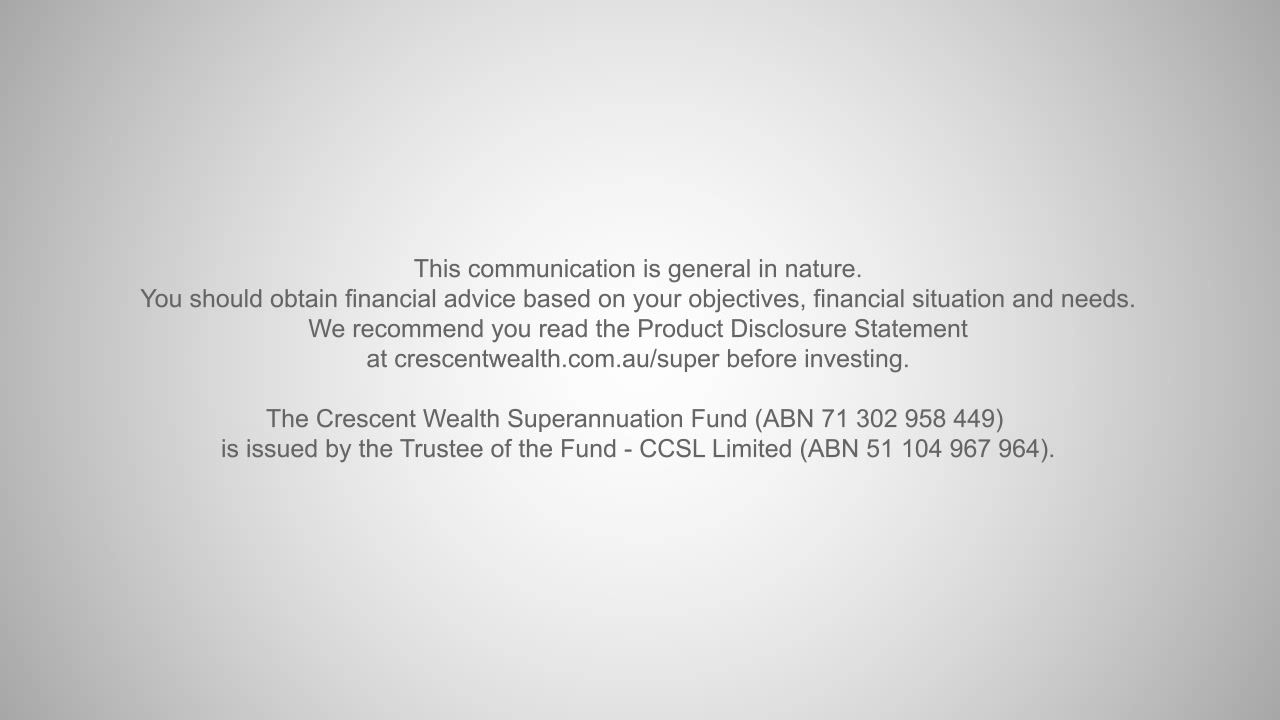 This communication is general in nature.
You should obtain financial advice based on your objectives, financial situation and needs.
We recommend you read the Product Disclosure Statement
at crescentwealth.com.au/super before investing.
The Crescent Wealth Superannuation Fund (ABN 71 302 958 449)
is issued by the Trustee of the Fund - CCSL Limited (ABN 51 104 967 964).